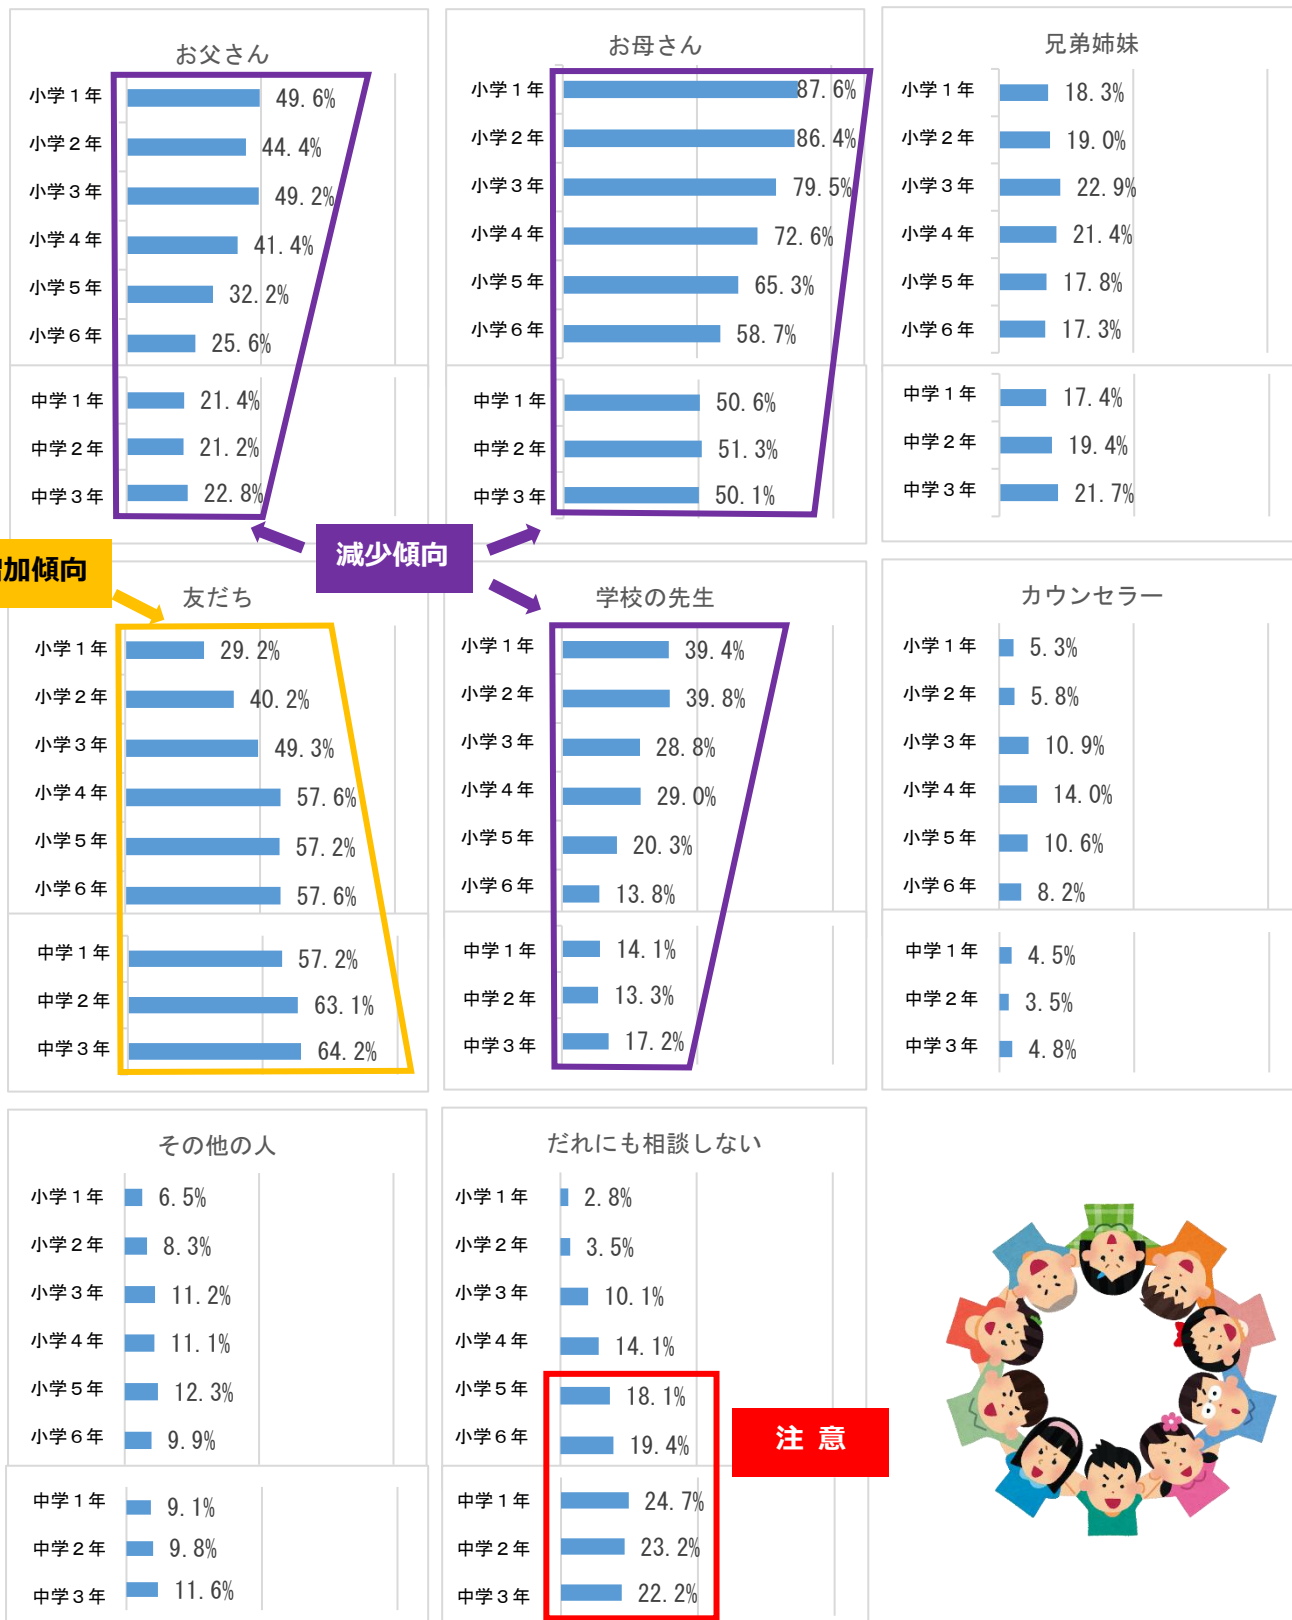 お父さん
小学１年 49.6%
小学２年 44.4%
小学３年 49.2%
小学４年 41.4%
小学５年 32.2%
小学６年 25.6%
中学１年 21.4%
中学２年 21.2%
中学３年 22.8%
お母さん
小学１年 87.6%
小学２年 86.4%
小学３年 79.5%
小学４年 72.6%
小学５年 65.3%
小学６年 58.7%
中学１年 50.6%
中学２年 51.3%
中学３年 50.1%
兄弟姉妹
小学１年 18.3%
小学２年 19.0%
小学３年 22.9%
小学４年 21.4%
小学５年 17.8%
小学６年 17.3%
中学１年 17.4%
中学２年 19.4%
中学３年 21.7%
減少傾向
加傾向
友だち
小学１年 29.2%
小学２年 40.2%
小学３年 49.3%
小学４年 57.6%
小学５年 57.2%
小学６年 57.6%
中学１年 57.2%
中学２年 63.1%
中学３年 64.2%
学校の先生
小学１年 39.4%
小学２年 39.8%
小学３年 28.8%
小学４年 29.0%
小学５年 20.3%
小学６年 13.8%
中学１年 14.1%
中学２年 13.3%
中学３年 17.2%
カウンセラー
小学１年 5.3%
小学２年 5.8%
小学３年 10.9%
小学４年 14.0%
小学５年 10.6%
小学６年 8.2%
中学１年 4.5%
中学２年 3.5%
中学３年 4.8%
その他の人
小学１年 6.5%
小学２年 8.3%
小学３年 11.2%
小学４年 11.1%
小学５年 12.3%
小学６年 9.9%
中学１年 9.1%
中学２年 9.8%
中学３年 11.6%
だれにも相談しない
小学１年 2.8%
小学２年 3.5%
小学３年 10.1%
小学４年 14.1%
小学５年 18.1%
小学６年 19.4%
中学１年 24.7%
中学２年 23.2%
中学３年 22.2%
注 意